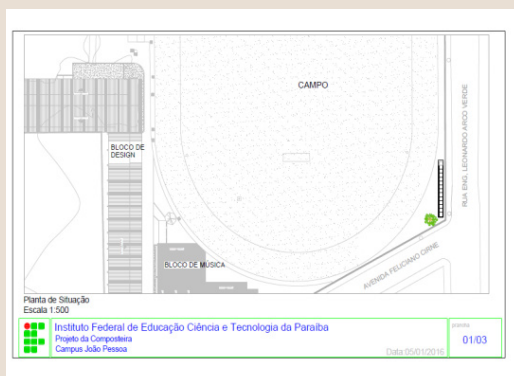 CAMPO
BLOCO DE
DESIGN
RUA ENG. LEONARDO ARCO VERDE
BLOCO DE MÚSICA
AVENIDA FELICIANO CIRNE
Planta de Situação
Escala 1:500
Instituto Federal de Educação Ciência e Tecnologia da Paraiba
Projeto da Composteira
Campus João Pessoa
Data:05/01/2016
prancha
01/03